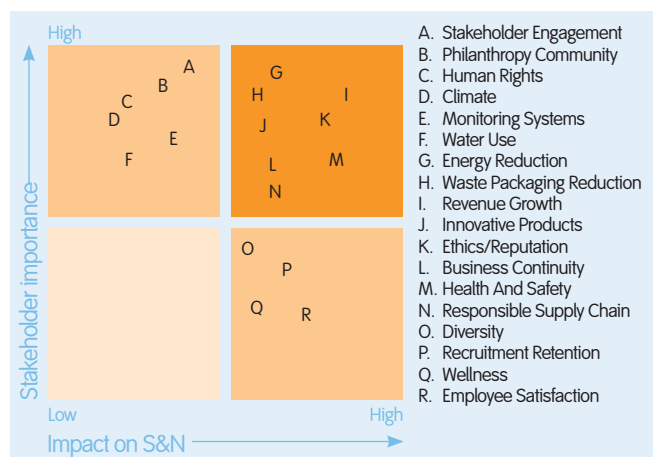 High
Stakeholder importance
A
B
C
D
E
F
G
H
I
J
K
L
M
N
O
P
Q
R
Low
High
Impact on S&N
A. Stakeholder Engagement
B. Philanthropy Community
C. Human Rights
D. Climate
E. Monitoring Systems
F. Water Use
G. Energy Reduction
H. Waste Packaging Reduction
I. Revenue Growth
J. Innovative Products
K. Ethics/Reputation
L. Business Continuity
M. Health And Safety
N. Responsible Supply Chain
O. Diversity
P. Recruitment Retention
Q. Wellness
R. Employee Satisfaction